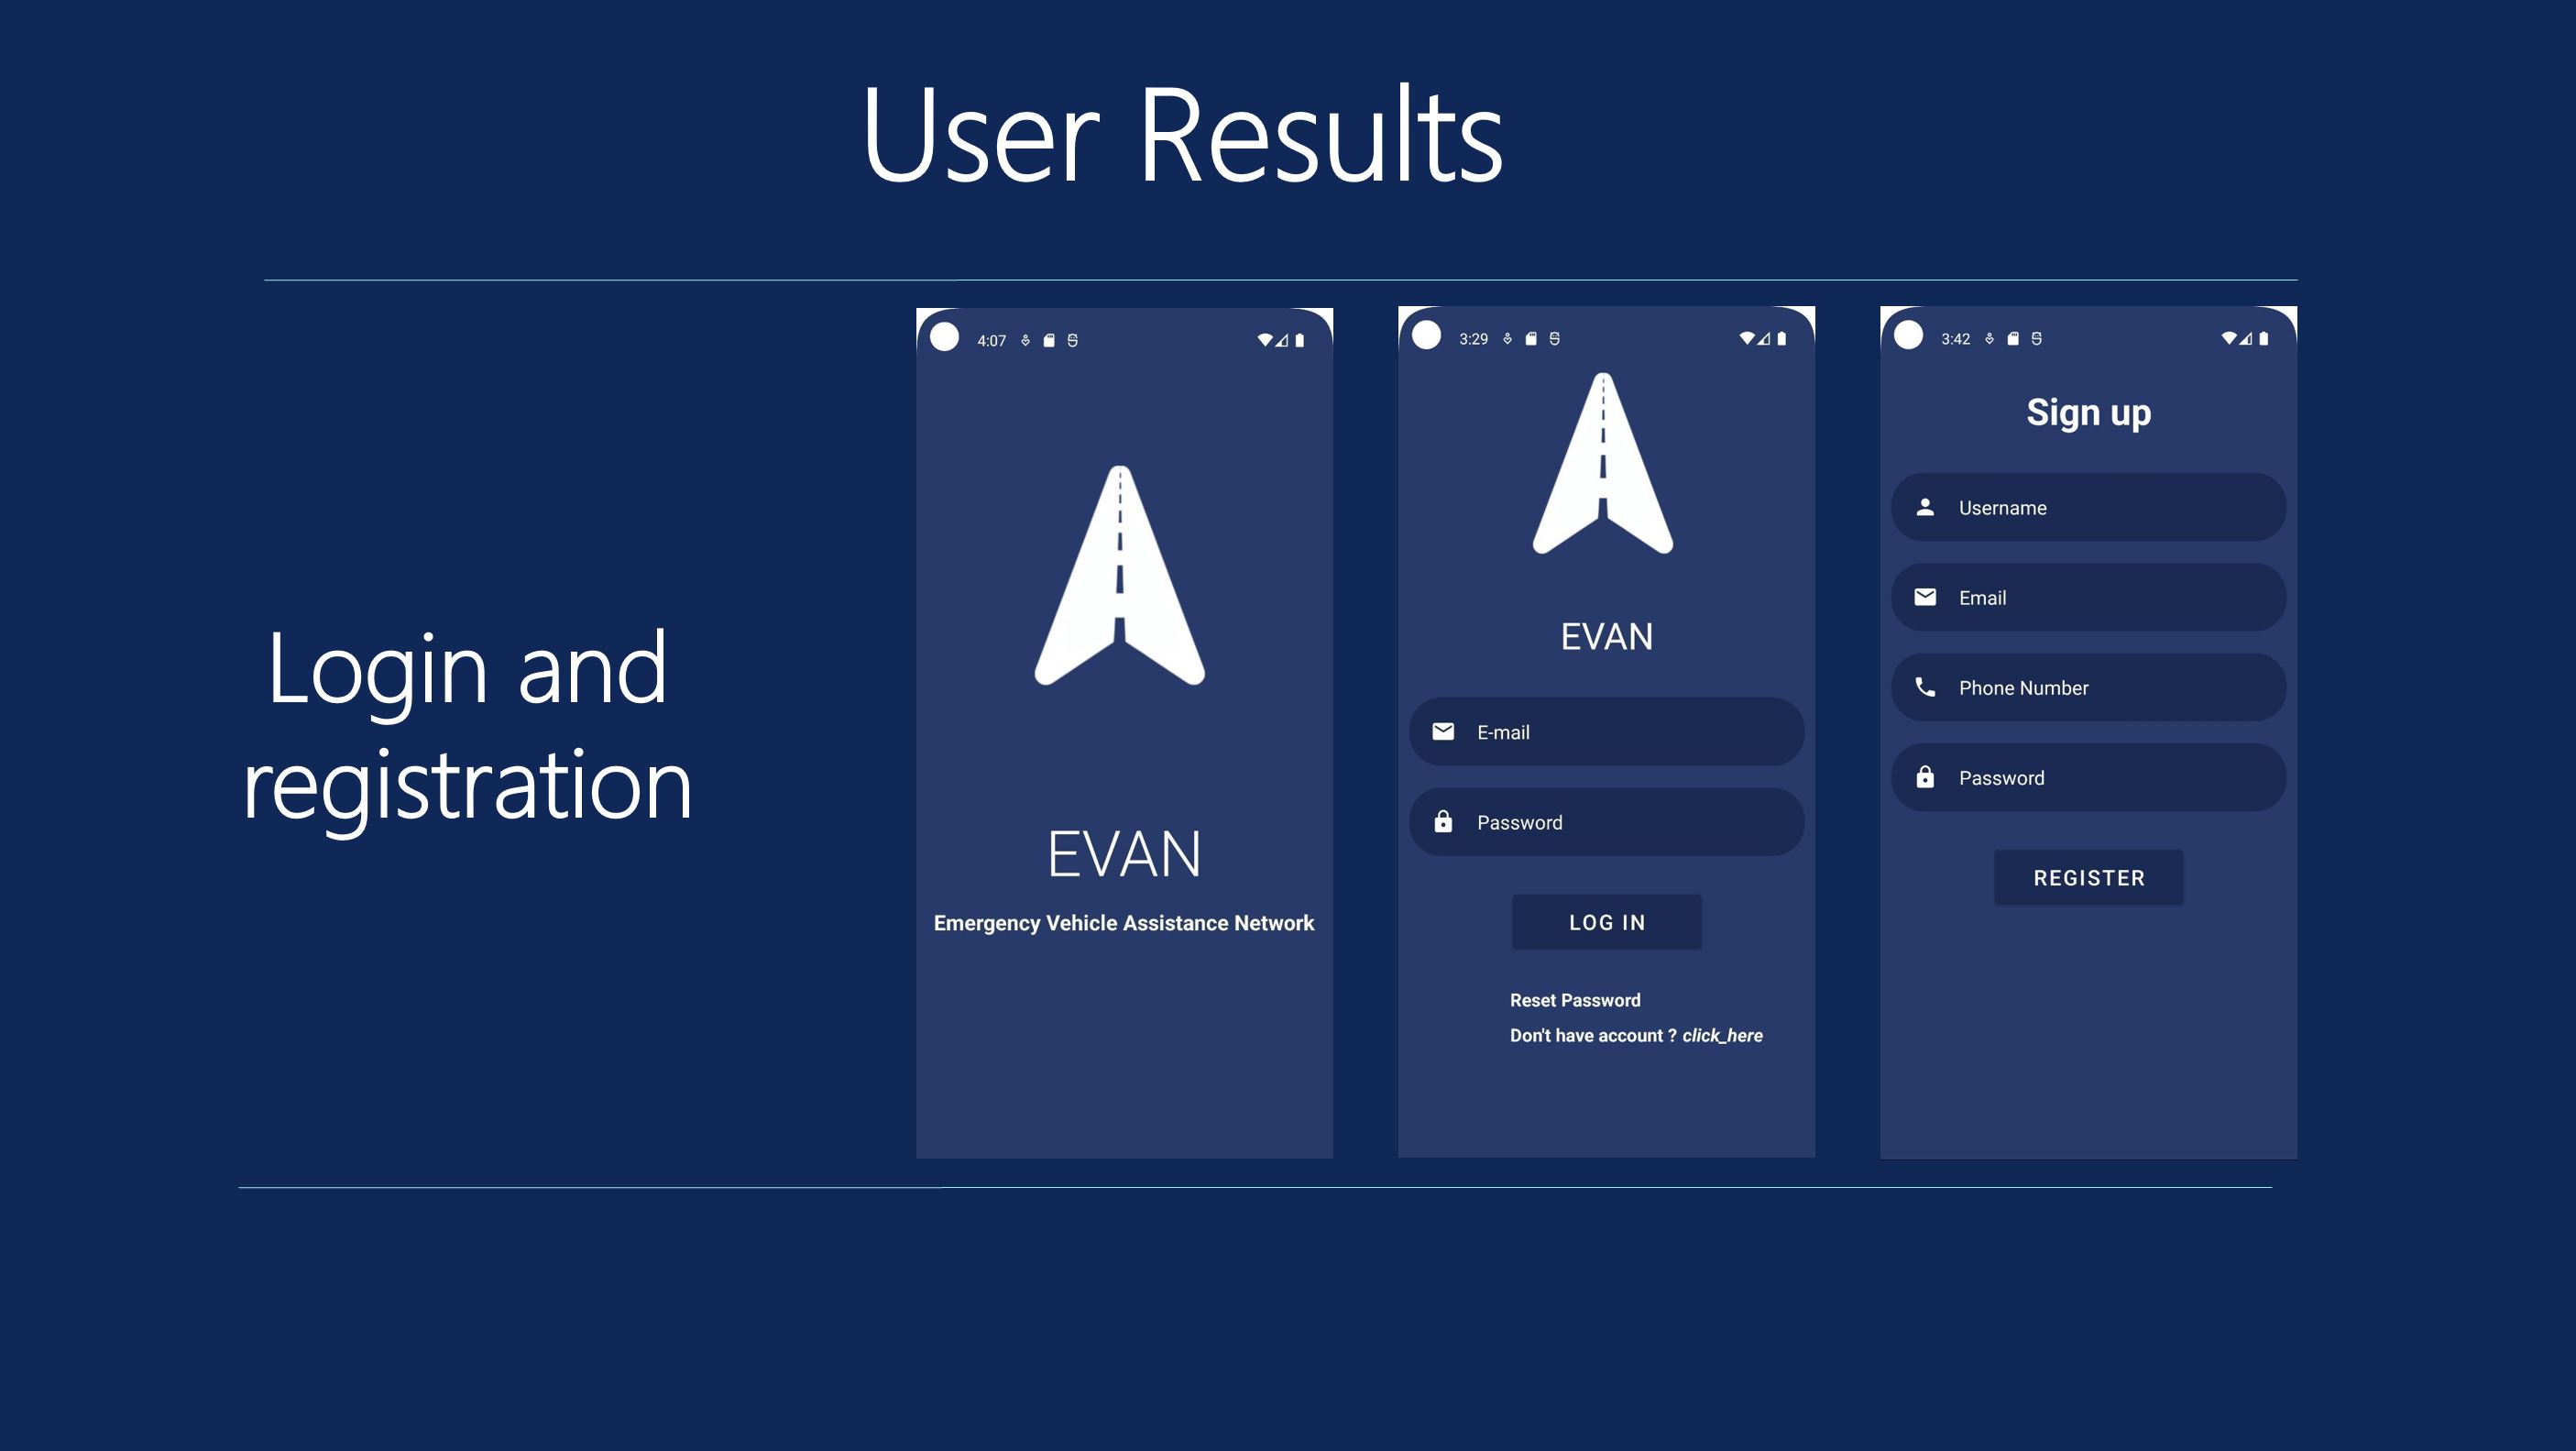 User Results
Login and
registration
4:07
EVAN
Emergency Vehicle Assistance Network
3:29
EVAN
E-mail
Password
LOG IN
Reset Password
Don't have account ? click_here
3:42
Sign up
Username
Email
Phone Number
Password
REGISTER